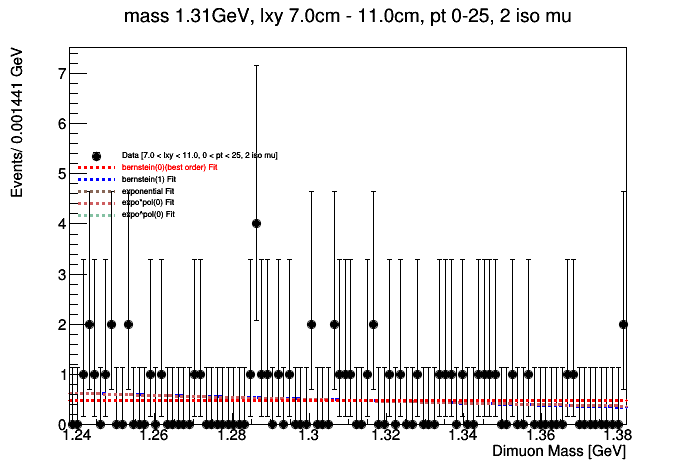 mass 1.31GeV, lxy 7.0cm - 11.0cm, pt 0-25, 2 iso mu
Events/ 0.001441 GeV
7
6
5
4
3
2
1
0
Data [7.0 < lxy < 11.0, 0 < pt < 25, 2 iso mu]
bernstein(0)(best order) Fit
bernstein(1) Fit
exponential Fit
expo*pol(0) Fit
expo^pol(0) Fit
1.24 1.26 1.28 1.3 1.32 1.34 1.36 1.38
Dimuon Mass [GeV]